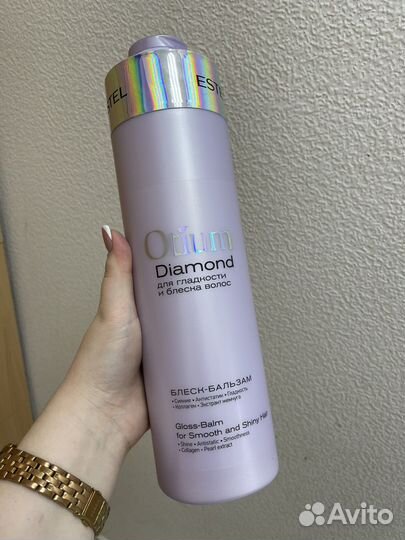 ESTEL
Otium
Diamond
для гладкости
и блеска волос
БЛЕСК-БАЛЬЗАМ
• Сияние • Антистатик • Гладкость
• Коллаген • Экстракт жемчуга
Gloss-Balm
for Smooth and Shiny Hair
• Shine • Antistatic • Smoothness
• Collagen • Pearl extract
Avito